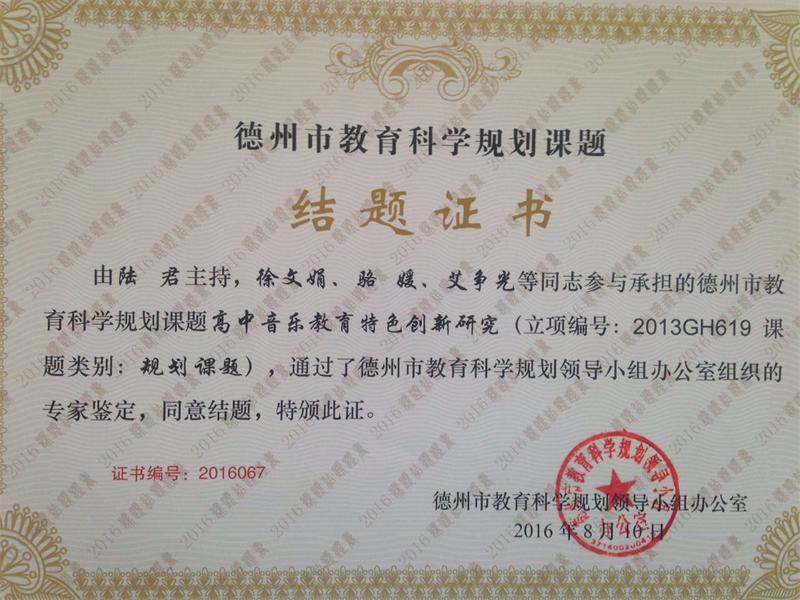 德州市教育科学规划课题
结题证书
由陆 君主持，徐文娟、骆 媛、艾争光等同志参与承担的德州市教
育科学规划课题高中音乐教育特色创新研究（立项编号：2013GH619 课
题类别：规划课题），通过了德州市教育科学规划领导小组办公室组织的
专家鉴定，同意结题，特颁此证。
证书编号：2016067
德州市教育科学规划领导小组办公室
2016 年 8 月 10 日